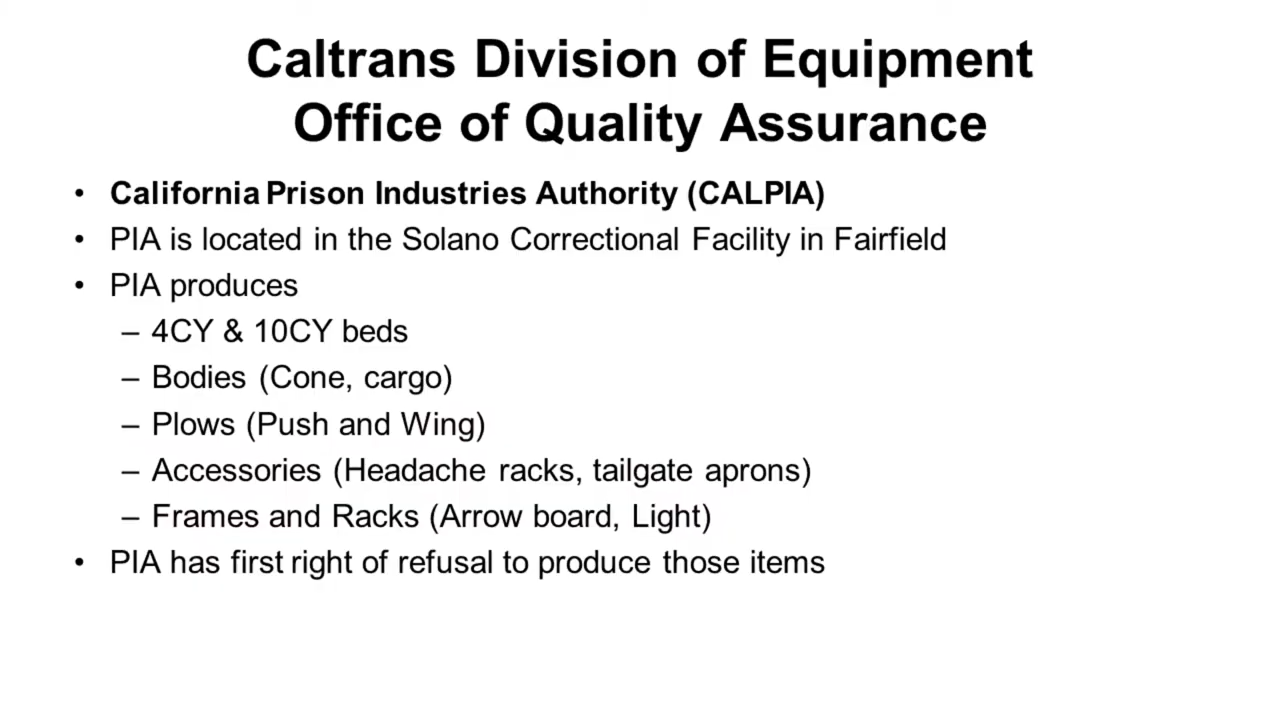 Caltrans Division of Equipment
Office of Quality Assurance
• California Prison Industries Authority (CALPIA)
• PIA is located in the Solano Correctional Facility in Fairfield
• PIA produces
– 4CY & 10CY beds
– Bodies (Cone, cargo)
– Plows (Push and Wing)
– Accessories (Headache racks, tailgate aprons)
– Frames and Racks (Arrow board, Light)
• PIA has first right of refusal to produce those items